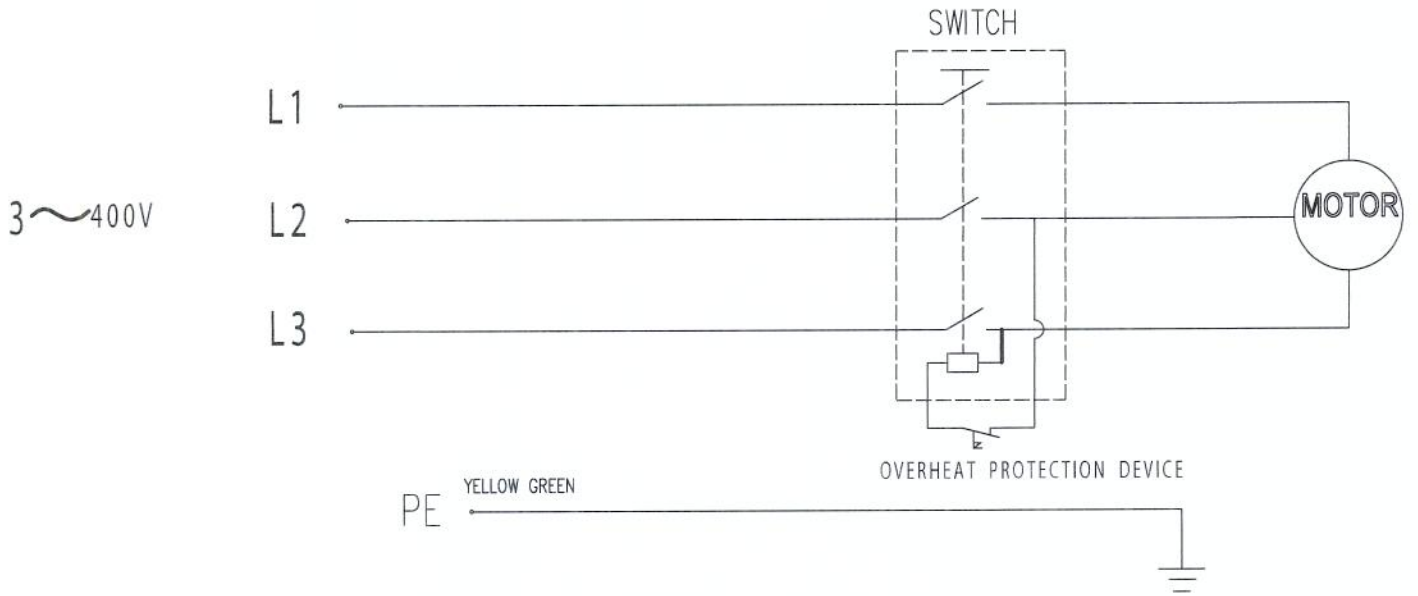 SWITCH
L1
3~400V
L2
MOTOR
L3
OVERHEAT PROTECTION DEVICE
YELLOW GREEN
PE